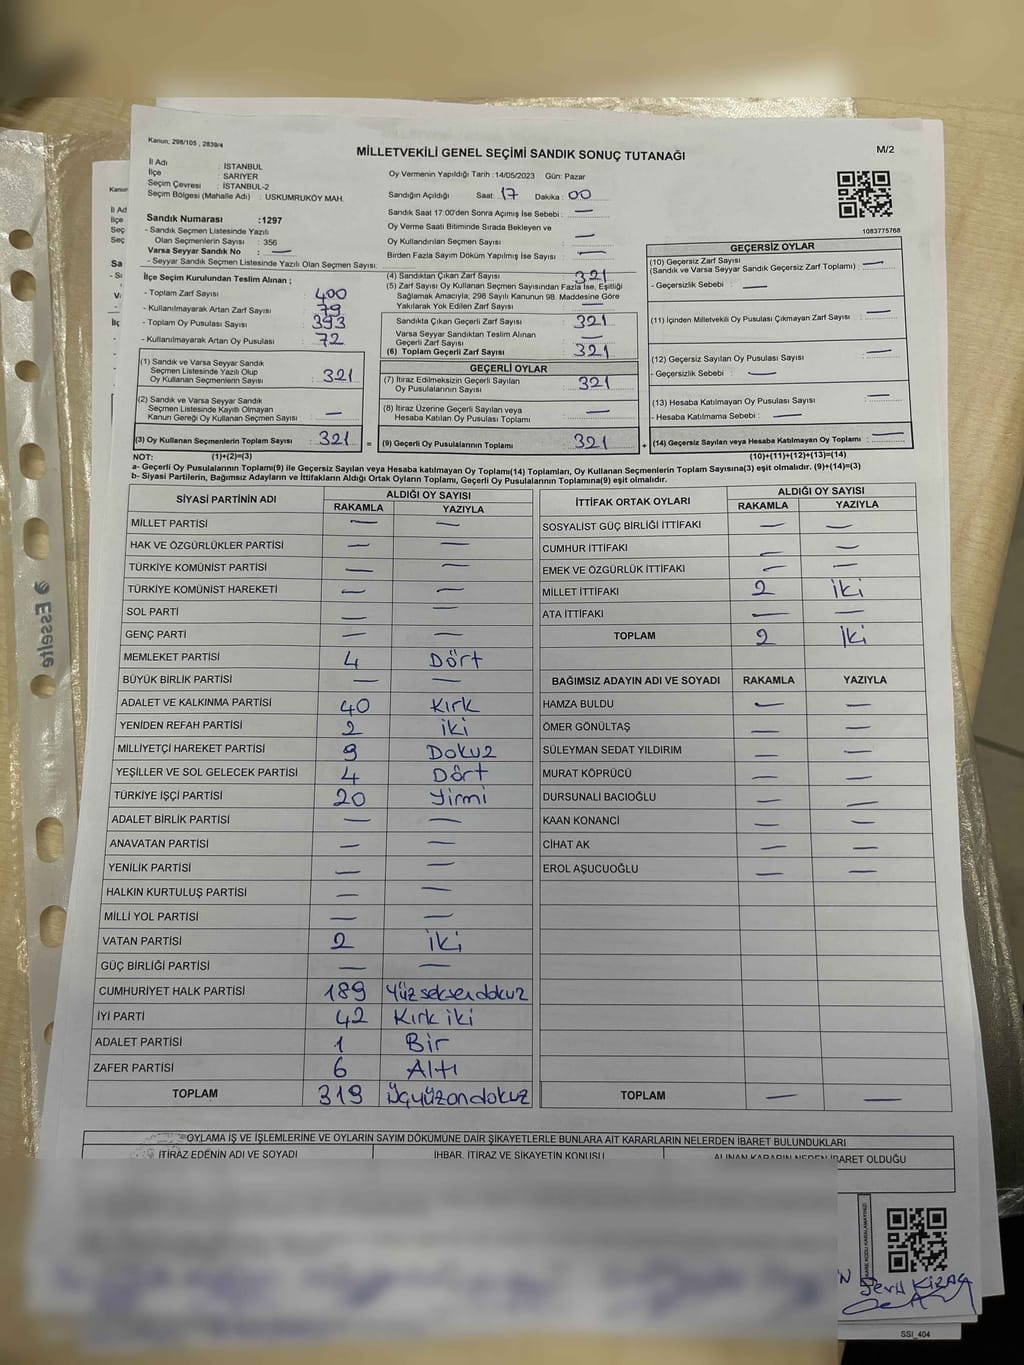 Kanun: 298/105 , 2839/4
MİLLETVEKİLİ GENEL SEÇİMİ SANDIK SONUÇ TUTANAĞI
M/2
İl Adı : İSTANBUL
İlçe : SARIYER
Seçim Çevresi : İSTANBUL-2
Seçim Bölgesi (Mahalle Adı) : USKUMRUKÖY MAH.
Sandık Numarası :1297
- Sandık Seçmen Listesinde Yazılı
Olan Seçmenlerin Sayısı : 356
Varsa Seyyar Sandık No : —
- Seyyar Sandık Seçmen Listesinde Yazılı Olan Seçmen Sayısı:
İlçe Seçim Kurulundan Teslim Alınan ;
- Toplam Zarf Sayısı : 400
- Kullanılmayarak Artan Zarf Sayısı : 79
- Toplam Oy Pusulası Sayısı : 393
- Kullanılmayarak Artan Oy Pusulası : 72
Oy Vermenin Yapıldığı Tarih :14/05/2023 Gün: Pazar
Sandığın Açıldığı Saat :17 Dakika : 00
Sandık Saat 17:00'den Sonra Açımış İse Sebebi : —
Oy Verme Saati Bitiminde Sırada Bekleyen ve
Oy Kullandırılan Seçmen Sayısı : —
Birden Fazla Sayım Döküm Yapılmış İse Sayısı : —
(4) Sandıktan Çıkan Zarf Sayısı : 321
(5) Zarf Sayısı Oy Kullanan Seçmen Sayısından Fazla İse, Eşitliği
Sağlamak Amacıyla; 298 Sayılı Kanunun 98. Maddesine Göre
Yakılarak Yok Edilen Zarf Sayısı : —
Sandıkta Çıkan Geçerli Zarf Sayısı : 321
Varsa Seyyar Sandıktan Teslim Alınan
Geçerli Zarf Sayısı : —
(6) Toplam Geçerli Zarf Sayısı : 321
1083775768
GEÇERSİZ OYLAR
(10) Geçersiz Zarf Sayısı
(Sandık ve Varsa Seyyar Sandık Geçersiz Zarf Toplamı) : —
- Geçersizlik Sebebi : —
(11) İçinden Milletvekili Oy Pusulası Çıkmayan Zarf Sayısı : —
(12) Geçersiz Sayılan Oy Pusulası Sayısı : —
- Geçersizlik Sebebi : —
(13) Hesaba Katılmayan Oy Pusulası Sayısı : —
- Hesaba Katılmama Sebebi : —
(14) Geçersiz Sayılan veya Hesaba Katılmayan Oy Toplamı : —
(10)+(11)+(12)+(13)=(14)
(1) Sandık ve Varsa Seyyar Sandık
Seçmen Listesinde Yazılı Olup
Oy Kullanan Seçmenlerin Sayısı : 321
(2) Sandık ve Varsa Seyyar Sandık
Seçmen Listesinde Kayıtlı Olmayan
Kanun Gereği Oy Kullanan Seçmen Sayısı : —
(3) Oy Kullanan Seçmenlerin Toplam Sayısı : 321 =
GEÇERLİ OYLAR
(7) İtiraz Edilmeksizin Geçerli Sayılan
Oy Pusulalarının Sayısı : 321
(8) İtiraz Üzerine Geçerli Sayılan veya
Hesaba Katılan Oy Pusulası Toplamı : —
(9) Geçerli Oy Pusulalarının Toplamı : 321 +
NOT: (1)+(2)=(3)
a- Geçerli Oy Pusulalarının Toplamı(9) ile Geçersiz Sayılan veya Hesaba katılmayan Oy Toplamı(14) Toplamları, Oy Kullanan Seçmenlerin Toplam Sayısına(3) eşit olmalıdır. (9)+(14)=(3)
b- Siyasi Partilerin, Bağımsız Adayların ve İttifakların Aldığı Ortak Oyların Toplamı, Geçerli Oy Pusulalarının Toplamına(9) eşit olmalıdır.
SİYASİ PARTİNİN ADI ALDIĞI OY SAYISI
RAKAMLA YAZIYLA
MİLLET PARTİSİ — —
HAK VE ÖZGÜRLÜKLER PARTİSİ — —
TÜRKİYE KOMÜNİST PARTİSİ — —
TÜRKİYE KOMÜNİST HAREKETİ — —
SOL PARTİ — —
GENÇ PARTİ — —
MEMLEKET PARTİSİ 4 Dört
BÜYÜK BİRLİK PARTİSİ — —
ADALET VE KALKINMA PARTİSİ 40 Kırk
YENİDEN REFAH PARTİSİ 2 iki
MİLLİYETÇİ HAREKET PARTİSİ 9 Dokuz
YEŞİLLER VE SOL GELECEK PARTİSİ 4 Dört
TÜRKİYE İŞÇİ PARTİSİ 20 Yirmi
ADALET BİRLİK PARTİSİ — —
ANAVATAN PARTİSİ — —
YENİLİK PARTİSİ — —
HALKIN KURTULUŞ PARTİSİ — —
MİLLİ YOL PARTİSİ — —
VATAN PARTİSİ 2 iki
GÜÇ BİRLİĞİ PARTİSİ — —
CUMHURİYET HALK PARTİSİ 189 Yüzseksendokuz
İYİ PARTİ 42 Kırk iki
ADALET PARTİSİ 1 Bir
ZAFER PARTİSİ 6 Altı
TOPLAM 319 Üçyüzondokuz
İTTİFAK ORTAK OYLARI ALDIĞI OY SAYISI
RAKAMLA YAZIYLA
SOSYALİST GÜÇ BİRLİĞİ İTTİFAKI — —
CUMHUR İTTİFAKI — —
EMEK VE ÖZGÜRLÜK İTTİFAKI — —
MİLLET İTTİFAKI 2 iki
ATA İTTİFAKI — —
TOPLAM 2 İki
BAĞIMSIZ ADAYIN ADI VE SOYADI RAKAMLA YAZIYLA
HAMZA BULDU — —
ÖMER GÖNÜLTAŞ — —
SÜLEYMAN SEDAT YILDIRIM — —
MURAT KÖPRÜCÜ — —
DURSUNALİ BACIOĞLU — —
KAAN KONANCİ — —
CİHAT AK — —
EROL AŞUCUOĞLU — —
TOPLAM — —
OYLAMA İŞ VE İŞLEMLERİNE VE OYLARIN SAYIM DÖKÜMÜNE DAİR ŞİKAYETLERLE BUNLARA AİT KARARLARIN NELERDEN İBARET BULUNDUKLARI
İTİRAZ EDENİN ADI VE SOYADI İHBAR, İTİRAZ VE ŞİKAYETİN KONUSU ALINAN KARARIN NEDEN İBARET OLDUĞU
SSI_404
Esselte